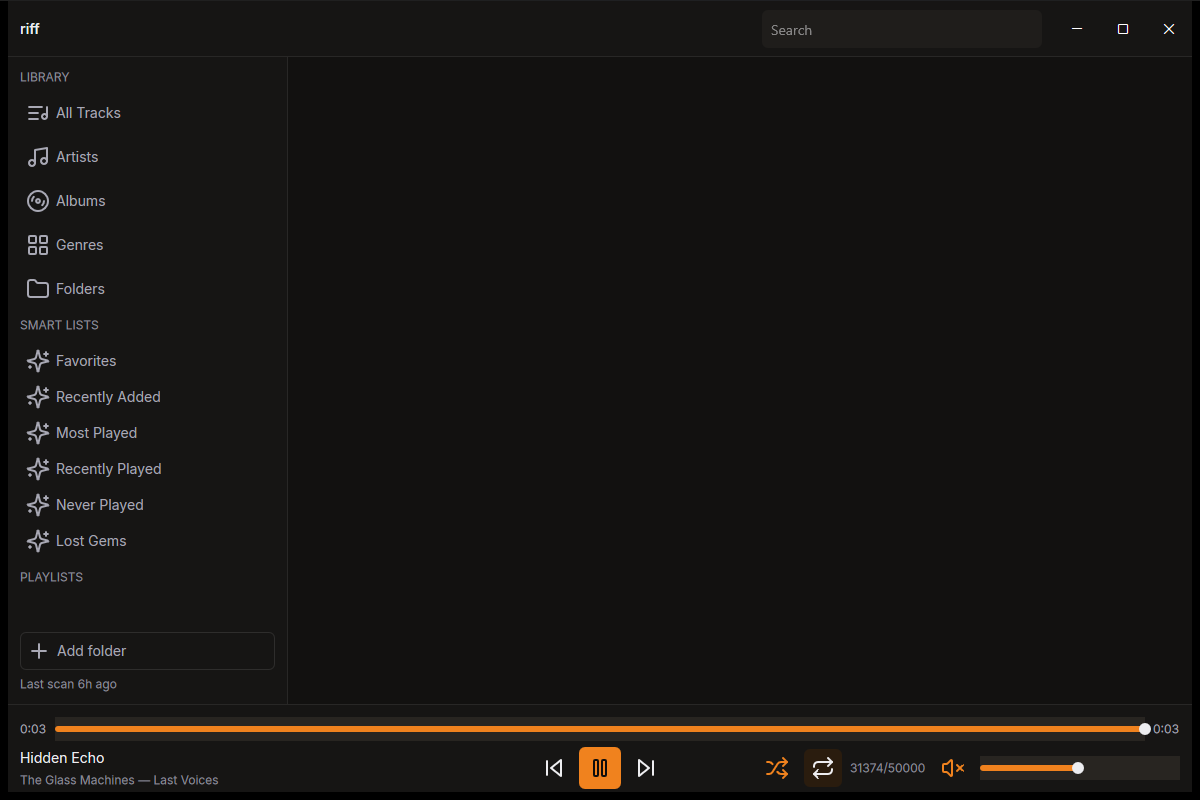 riff
Search
LIBRARY
All Tracks
Artists
Albums
Genres
Folders
SMART LISTS
Favorites
Recently Added
Most Played
Recently Played
Never Played
Lost Gems
PLAYLISTS
Add folder
Last scan 6h ago
0:03
0:03
Hidden Echo
The Glass Machines — Last Voices
31374/50000